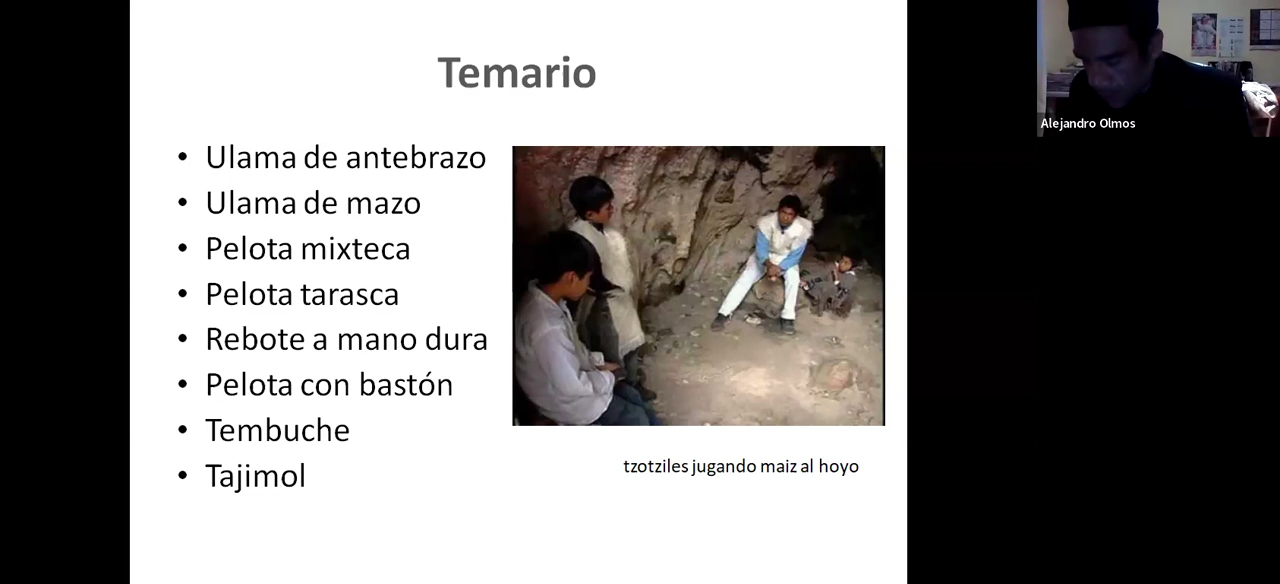 Temario
• Ulama de antebrazo
• Ulama de mazo
• Pelota mixteca
• Pelota tarasca
• Rebote a mano dura
• Pelota con bastón
• Tembuche
• Tajimol
tzotziles jugando maiz al hoyo
Alejandro Olmos